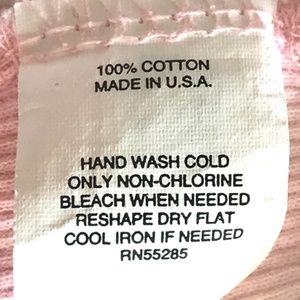 100% COTTON
MADE IN U.S.A.
HAND WASH COLD
ONLY NON-CHLORINE
BLEACH WHEN NEEDED
RESHAPE DRY FLAT
COOL IRON IF NEEDED
RN55285